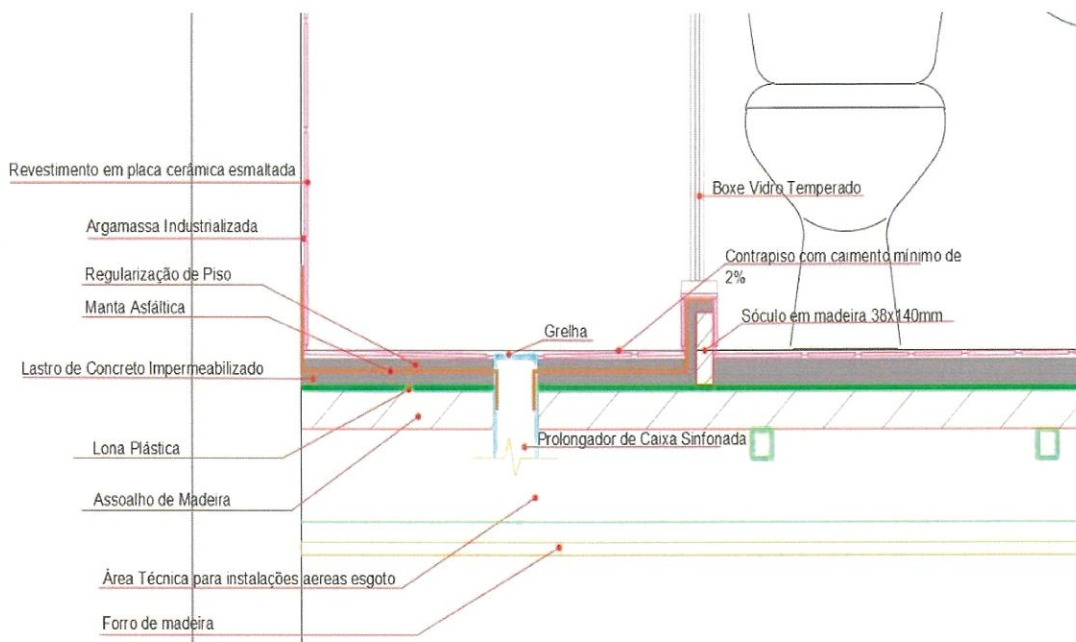 Revestimento em placa cerâmica esmaltada
Boxe Vidro Temperado
Argamassa Industrializada
Contrapiso com caimento mínimo de
2%
Regularização de Piso
Manta Asfáltica
Sóculo em madeira 38x140mm
Grelha
Lastro de Concreto Impermeabilizado
Prolongador de Caixa Sinfonada
Lona Plástica
Assoalho de Madeira
Área Técnica para instalações aereas esgoto
Forro de madeira